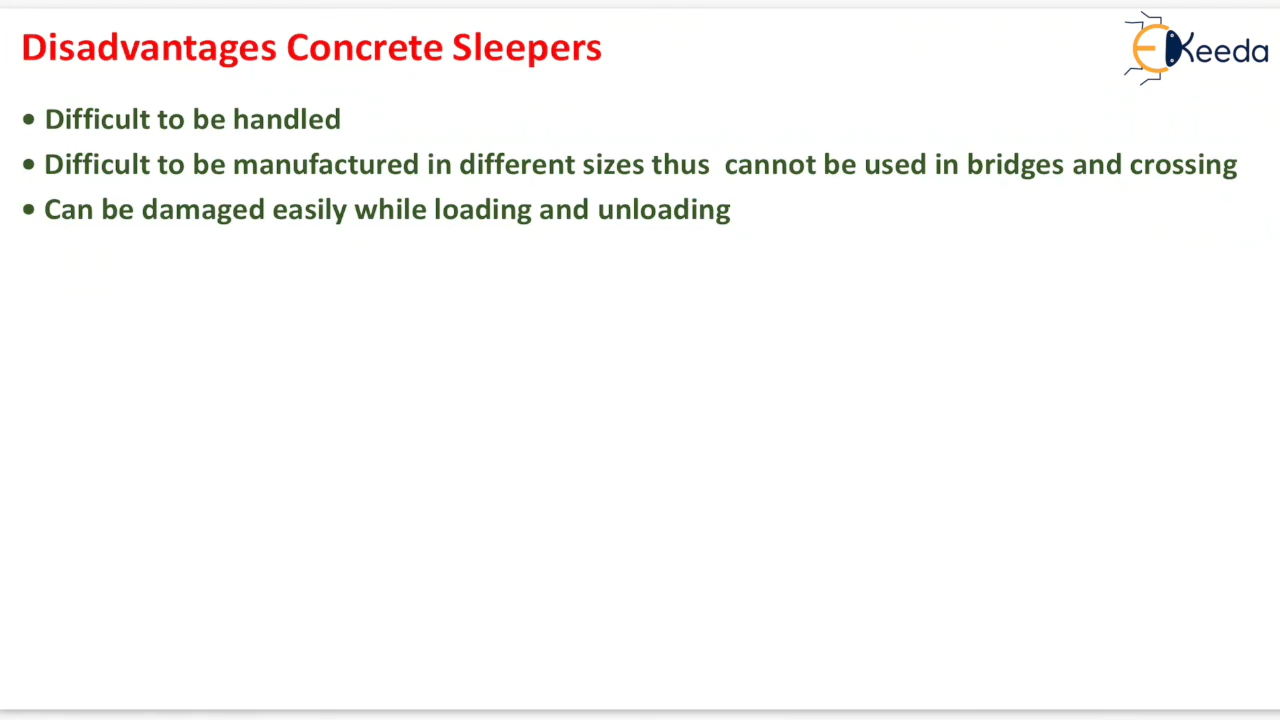 Disadvantages Concrete Sleepers
EKeeda
• Difficult to be handled
• Difficult to be manufactured in different sizes thus  cannot be used in bridges and crossing
• Can be damaged easily while loading and unloading